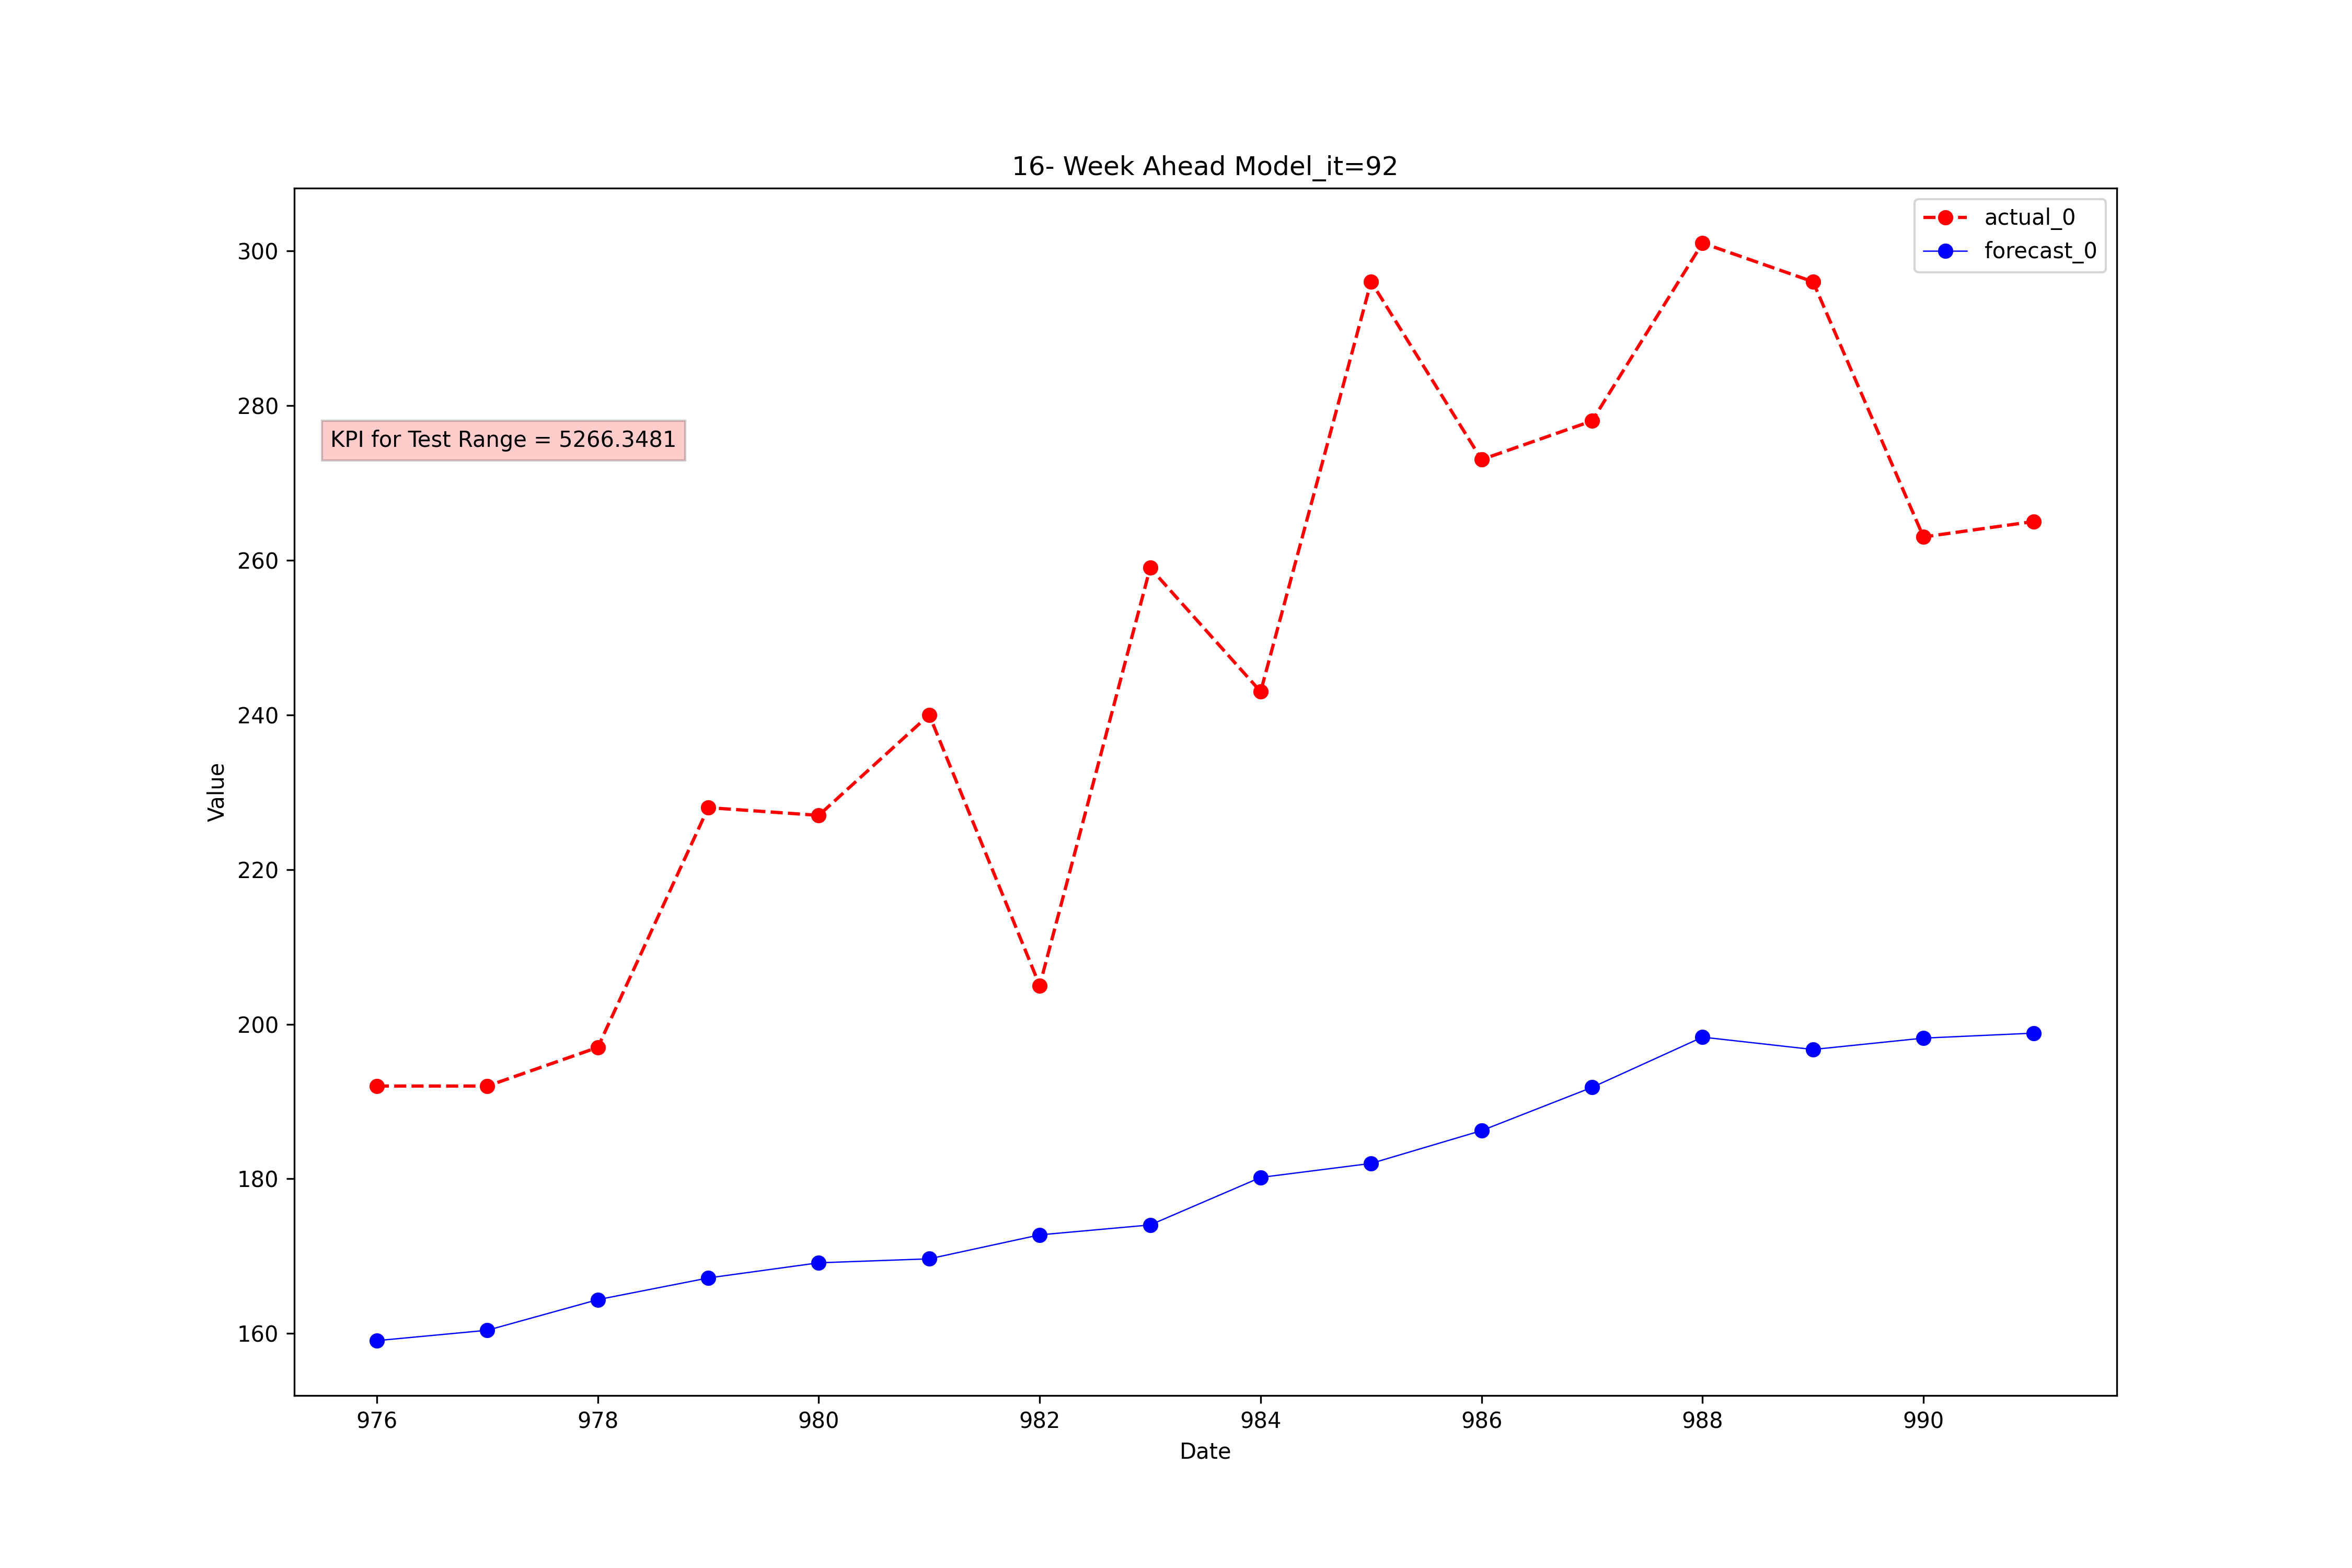 16- Week Ahead Model_it=92
actual_0
forecast_0
KPI for Test Range = 5266.3481
Value
300
280
260
240
220
200
180
160
976 978 980 982 984 986 988 990
Date